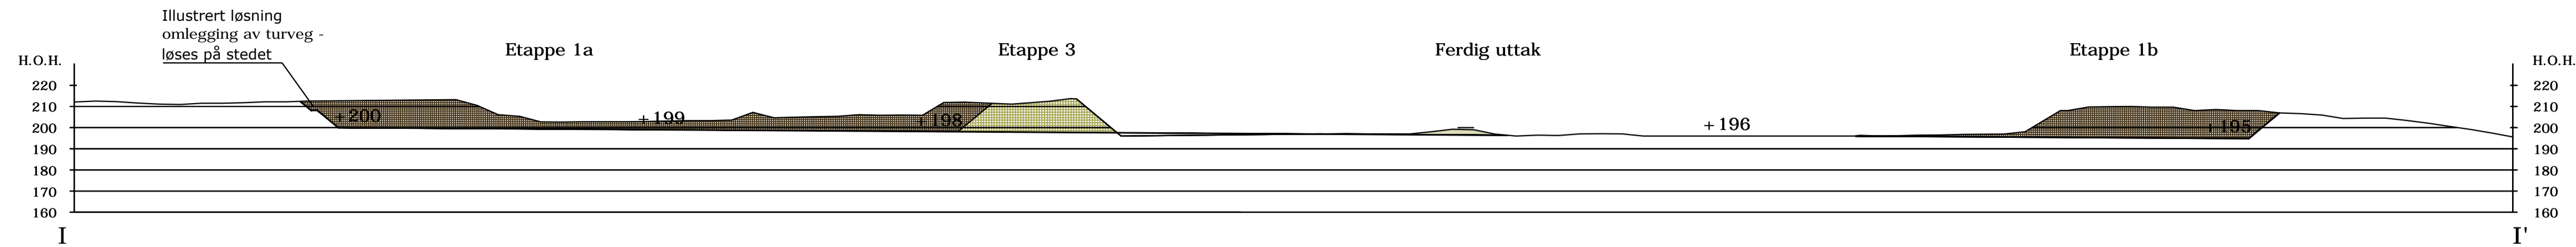 Illustrert løsning
omlegging av turveg -
løses på stedet
Etappe 1a
Etappe 3
Ferdig uttak
Etappe 1b
H.O.H.
H.O.H.
220
220
210
210
+200
+199
+198
+196
+195
200
200
190
190
180
180
170
170
160
160
I
I'